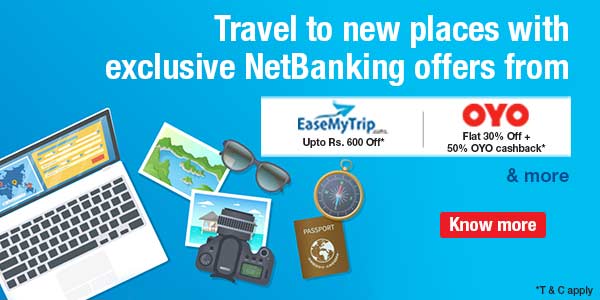 Travel to new places with
exclusive NetBanking offers from
EaseMyTrip.com
Upto Rs. 600 Off*
OYO
Flat 30% Off +
50% OYO cashback*
& more
PASSPORT
Know more
*T & C apply